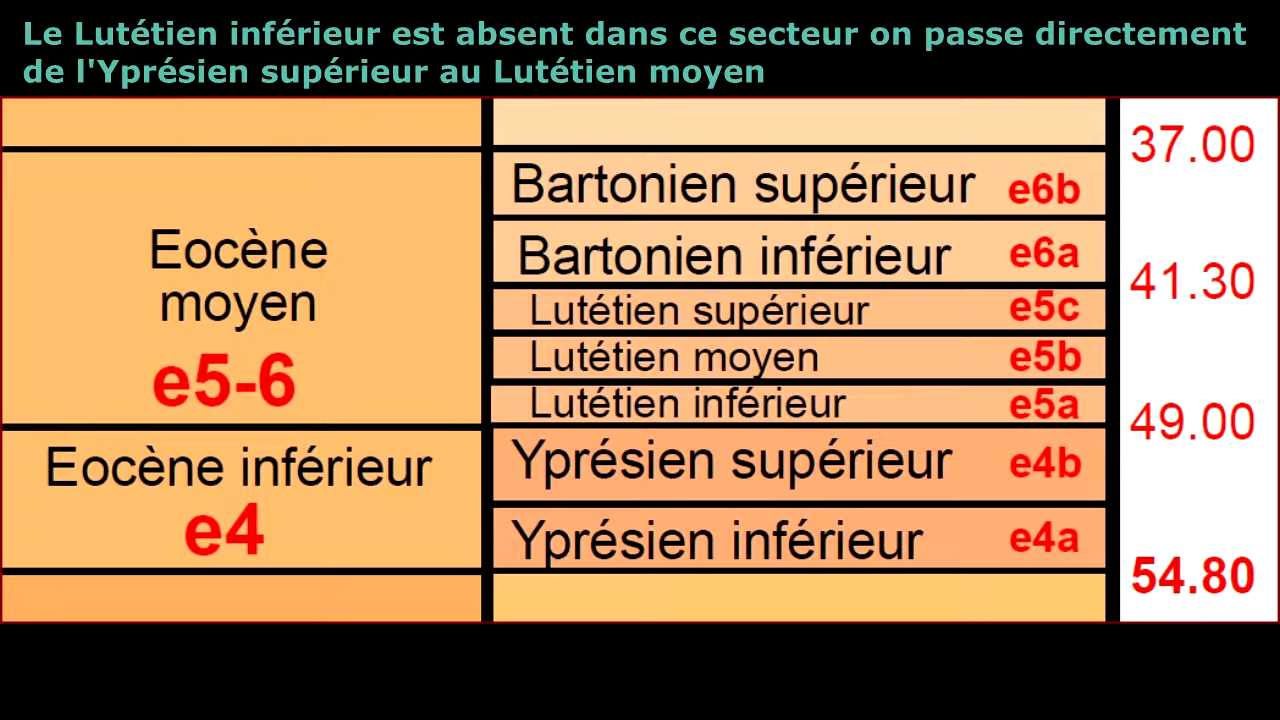 Le Lutétien inférieur est absent dans ce secteur on passe directement
de l'Yprésien supérieur au Lutétien moyen
37.00
Bartonien supérieur e6b
Eocène
moyen
e5-6
Bartonien inférieur e6a
41.30
Lutétien supérieur e5c
Lutétien moyen e5b
Lutétien inférieur e5a
49.00
Eocène inférieur
e4
Yprésien supérieur e4b
Yprésien inférieur e4a
54.80